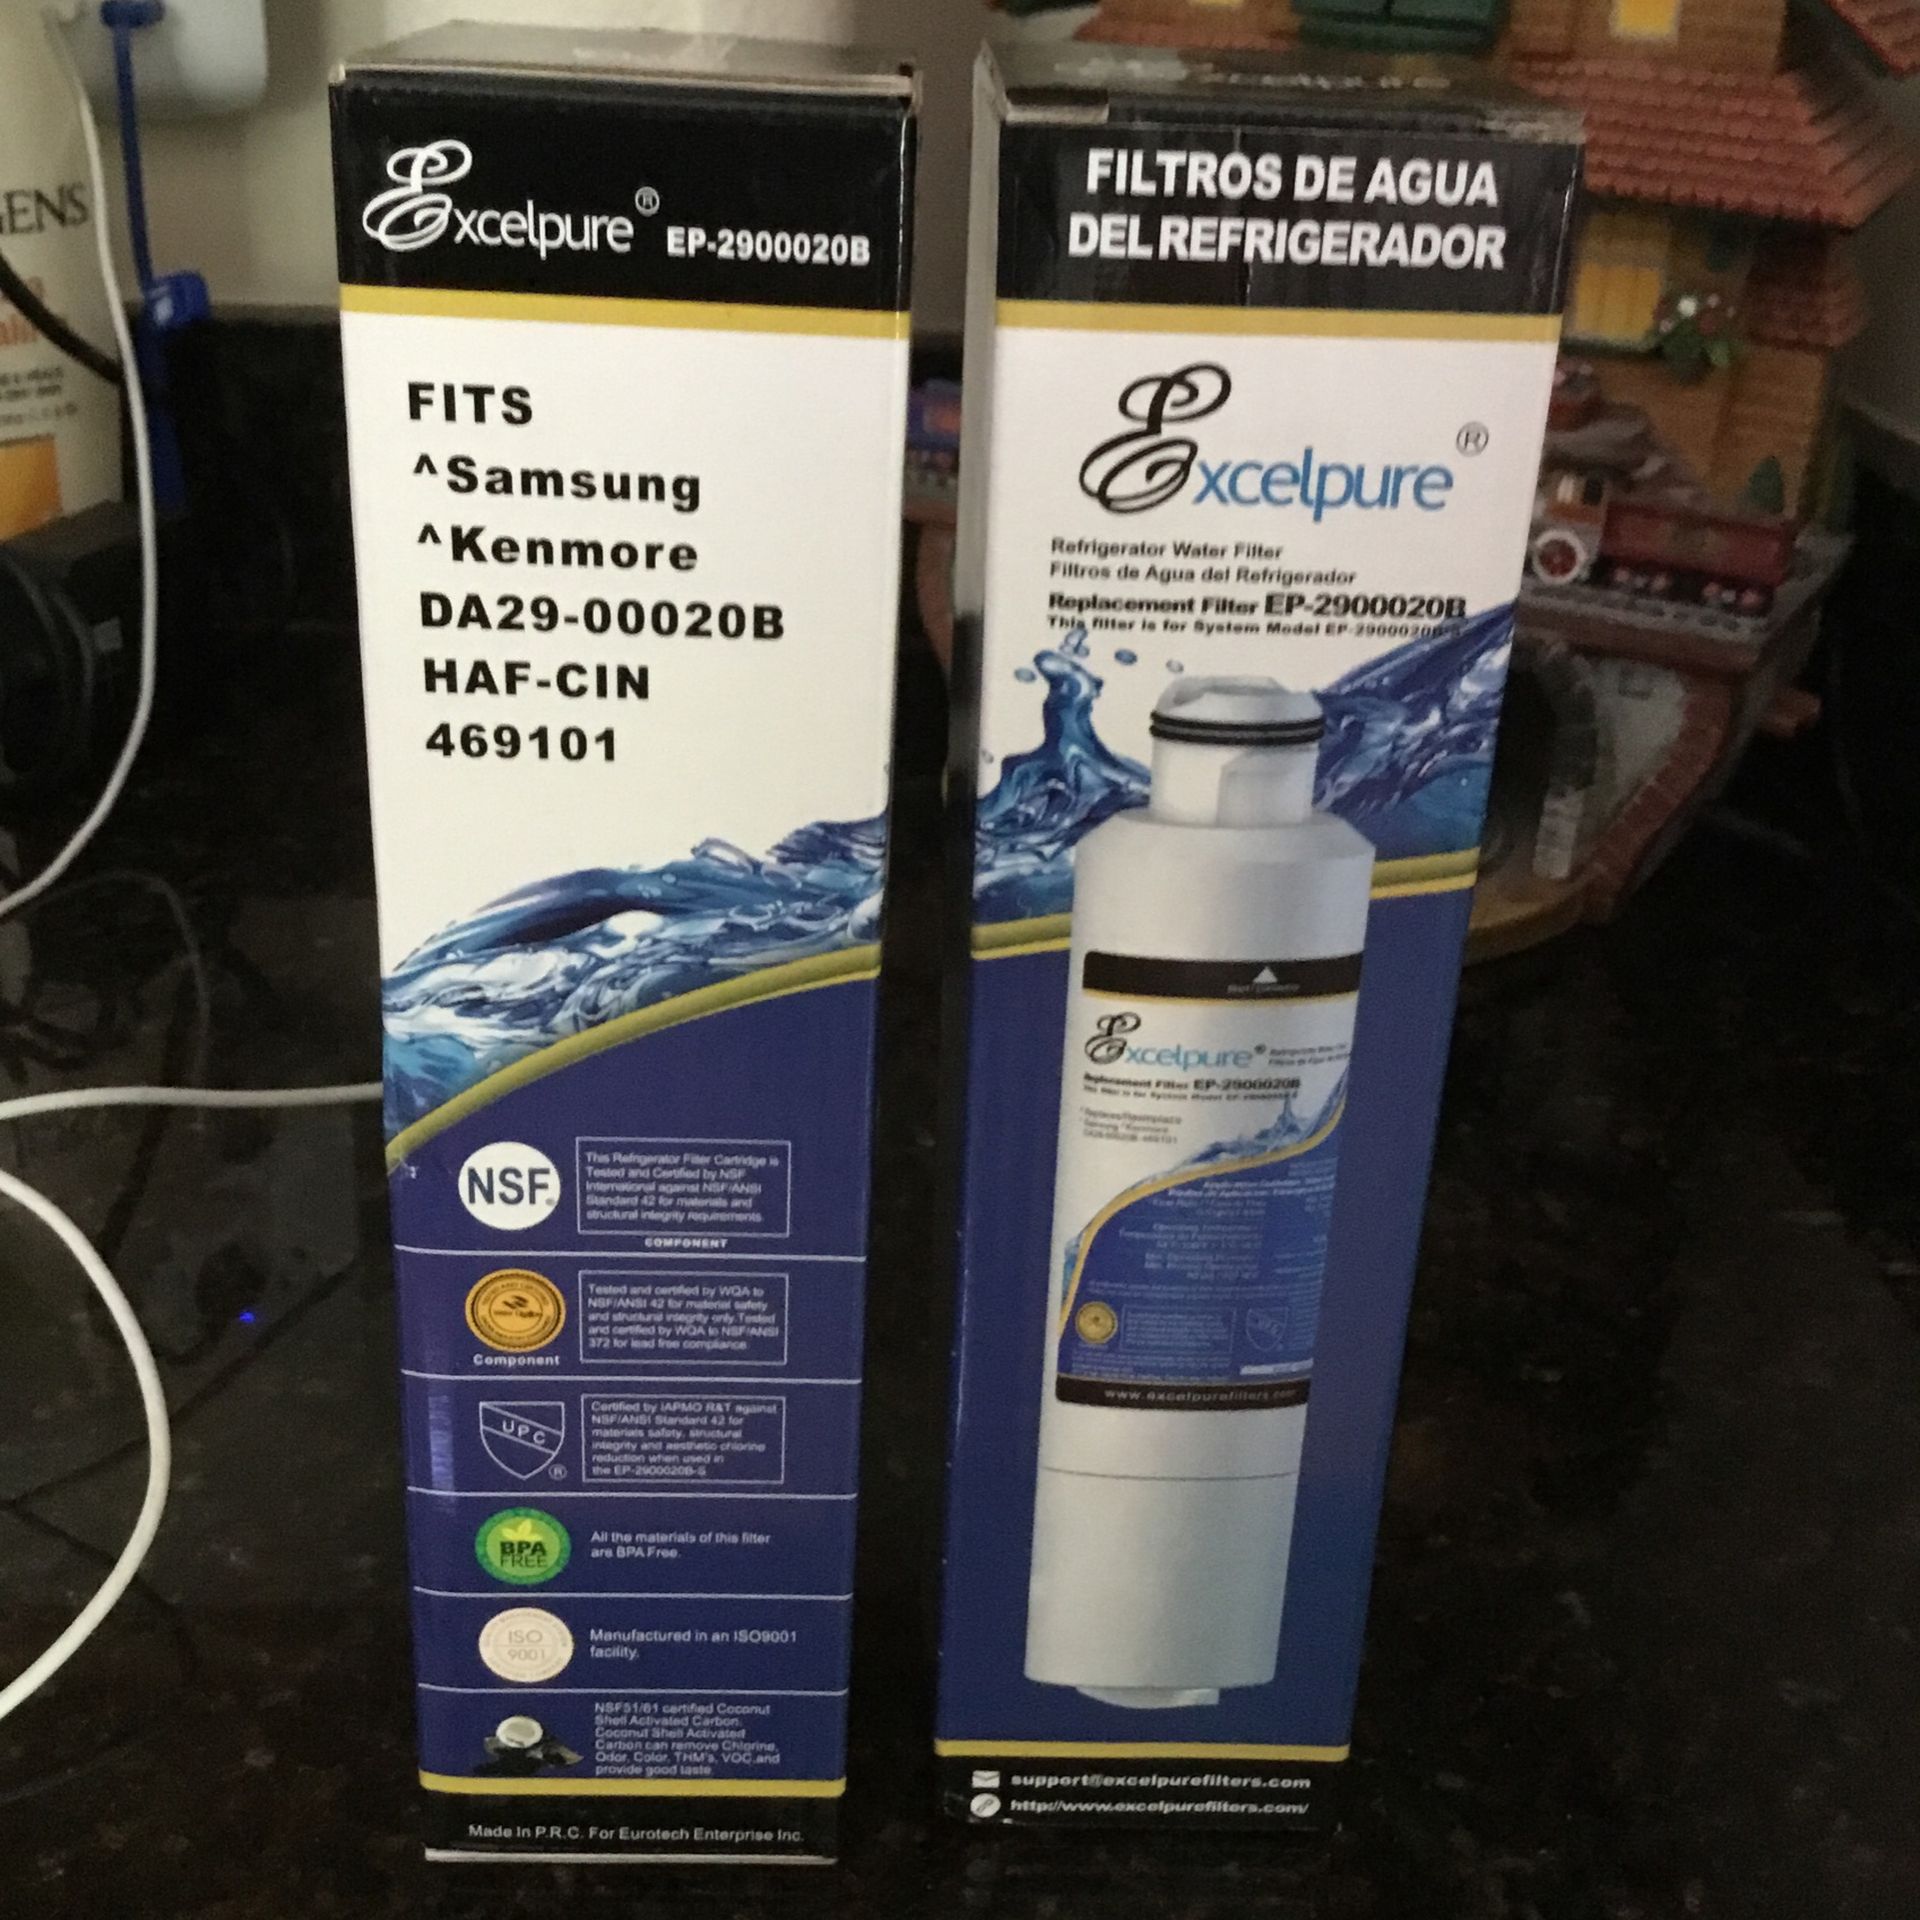 Excelpure® EP-2900020B
FITS
^Samsung
^Kenmore
DA29-00020B
HAF-CIN
469101
NSF®
This Refrigerator Filter Cartridge is
Tested and Certified by NSF
International against NSF/ANSI
Standard 42 for materials and
structural integrity requirements.
COMPONENT
Tested and certified by WQA to
NSF/ANSI 42 for material safety
and structural integrity only. Tested
and certified by WQA to NSF/ANSI
372 for lead free compliance
Component
UPC®
Certified by IAPMO R&T against
NSF/ANSI Standard 42 for
materials safety, structural
integrity and aesthetic chlorine
reduction when used in
the EP-2900020B-S
BPA
FREE
All the materials of this filter
are BPA Free.
ISO
9001
Manufactured in an ISO9001
facility.
NSF51/61 certified Coconut
Shell Activated Carbon.
Coconut Shell Activated
Carbon can remove Chlorine,
Odor, Color, THM's, VOC,and
provide good taste
Made In P.R.C. For Eurotech Enterprise Inc.
FILTROS DE AGUA
DEL REFRIGERADOR
Excelpure®
Refrigerator Water Filter
Filtros de Agua del Refrigerador
Replacement Filter EP-2900020B
This filter is for System Model EP-2900020B-S
Excelpure®
Replacement Filter EP-2900020B
www.excelpurefilters.com
support@excelpurefilters.com
http://www.excelpurefilters.com/